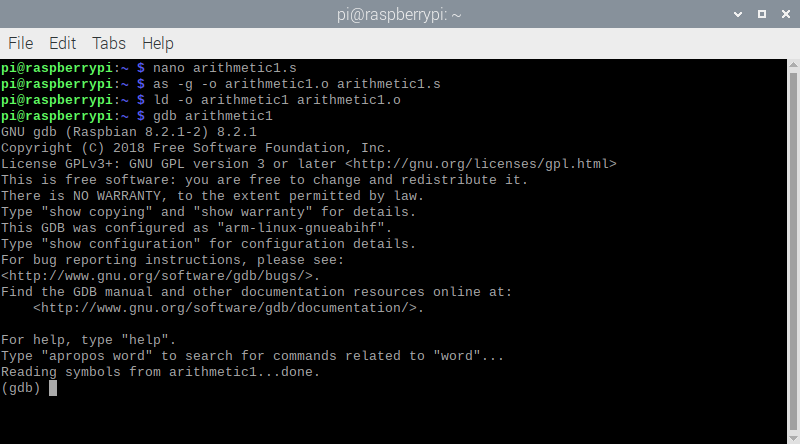 pi@raspberrypi: ~
File Edit Tabs Help
pi@raspberrypi:~ $ nano arithmetic1.s
pi@raspberrypi:~ $ as -g -o arithmetic1.o arithmetic1.s
pi@raspberrypi:~ $ ld -o arithmetic1 arithmetic1.o
pi@raspberrypi:~ $ gdb arithmetic1
GNU gdb (Raspbian 8.2.1-2) 8.2.1
Copyright (C) 2018 Free Software Foundation, Inc.
License GPLv3+: GNU GPL version 3 or later <http://gnu.org/licenses/gpl.html>
This is free software: you are free to change and redistribute it.
There is NO WARRANTY, to the extent permitted by law.
Type "show copying" and "show warranty" for details.
This GDB was configured as "arm-linux-gnueabihf".
Type "show configuration" for configuration details.
For bug reporting instructions, please see:
<http://www.gnu.org/software/gdb/bugs/>.
Find the GDB manual and other documentation resources online at:
    <http://www.gnu.org/software/gdb/documentation/>.

For help, type "help".
Type "apropos word" to search for commands related to "word"...
Reading symbols from arithmetic1...done.
(gdb)